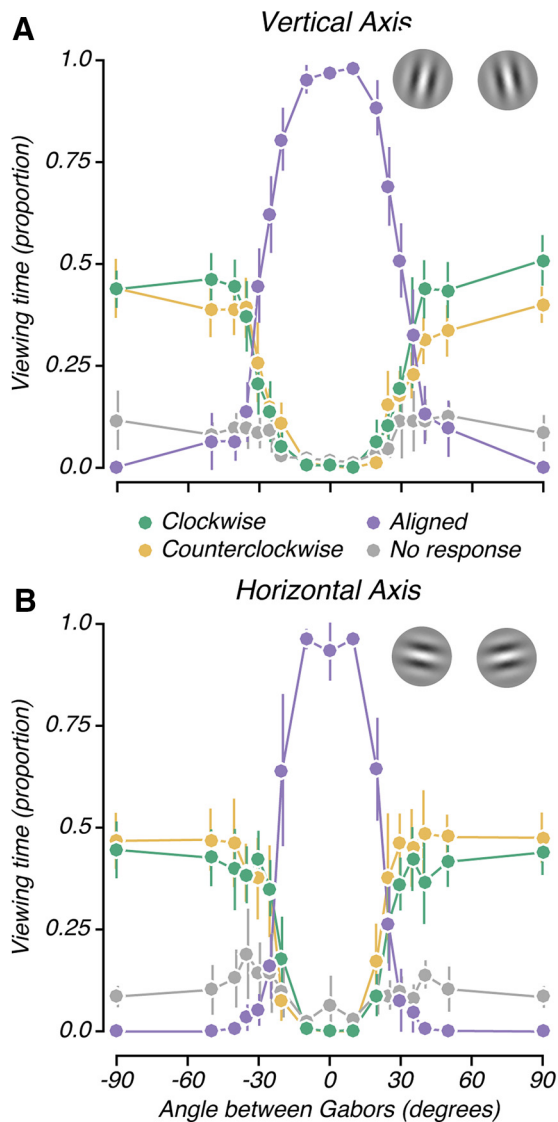 A
Vertical Axis
Viewing time (proportion)
1.0
0.75
0.5
0.25
0.0
Clockwise
Aligned
Counterclockwise
No response
B
Horizontal Axis
Viewing time (proportion)
1.0
0.75
0.5
0.25
0.0
-90 -60 -30 0 30 60 90
Angle between Gabors (degrees)